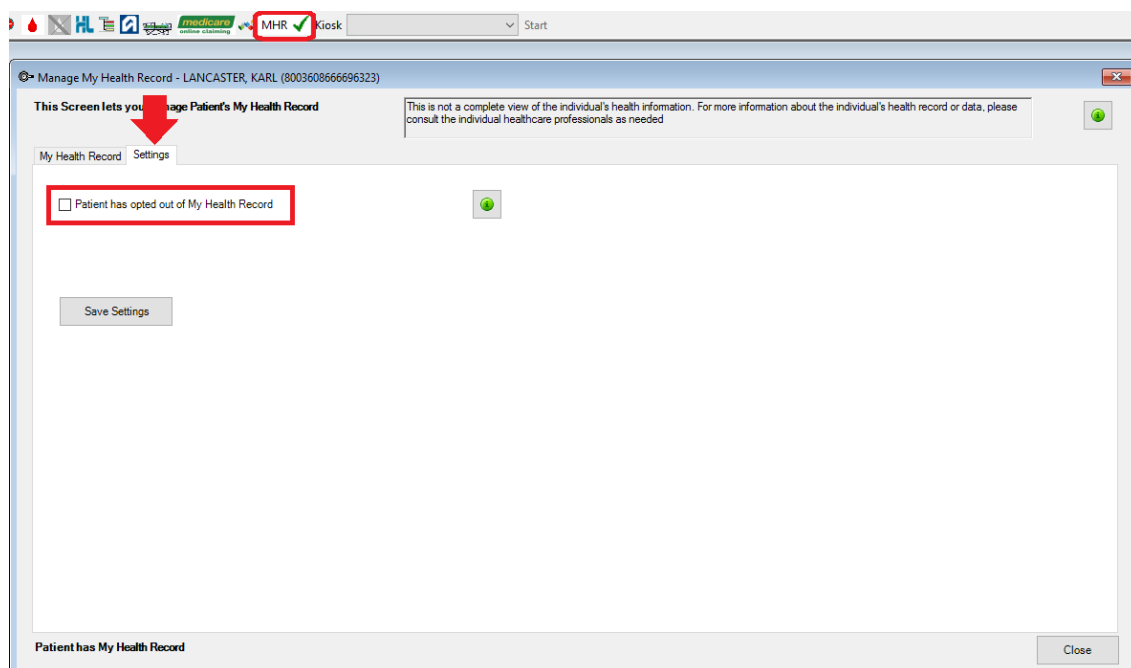 HL medicare online claiming MHR Kiosk Start
Manage My Health Record - LANCASTER, KARL (8003608666696323)
This Screen lets you age Patient's My Health Record
This is not a complete view of the individual's health information. For more information about the individual's health record or data, please
consult the individual healthcare professionals as needed
My Health Record Settings
Patient has opted out of My Health Record
Save Settings
Patient has My Health Record
Close